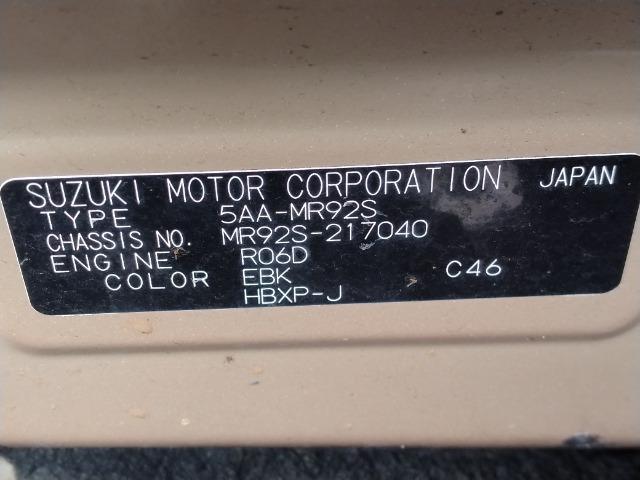 SUZUKI MOTOR CORPORATION JAPAN
TYPE 5AA-MR92S
CHASSIS NO. MR92S-217040
ENGINE R06D
COLOR EBK C46
HBXP-J